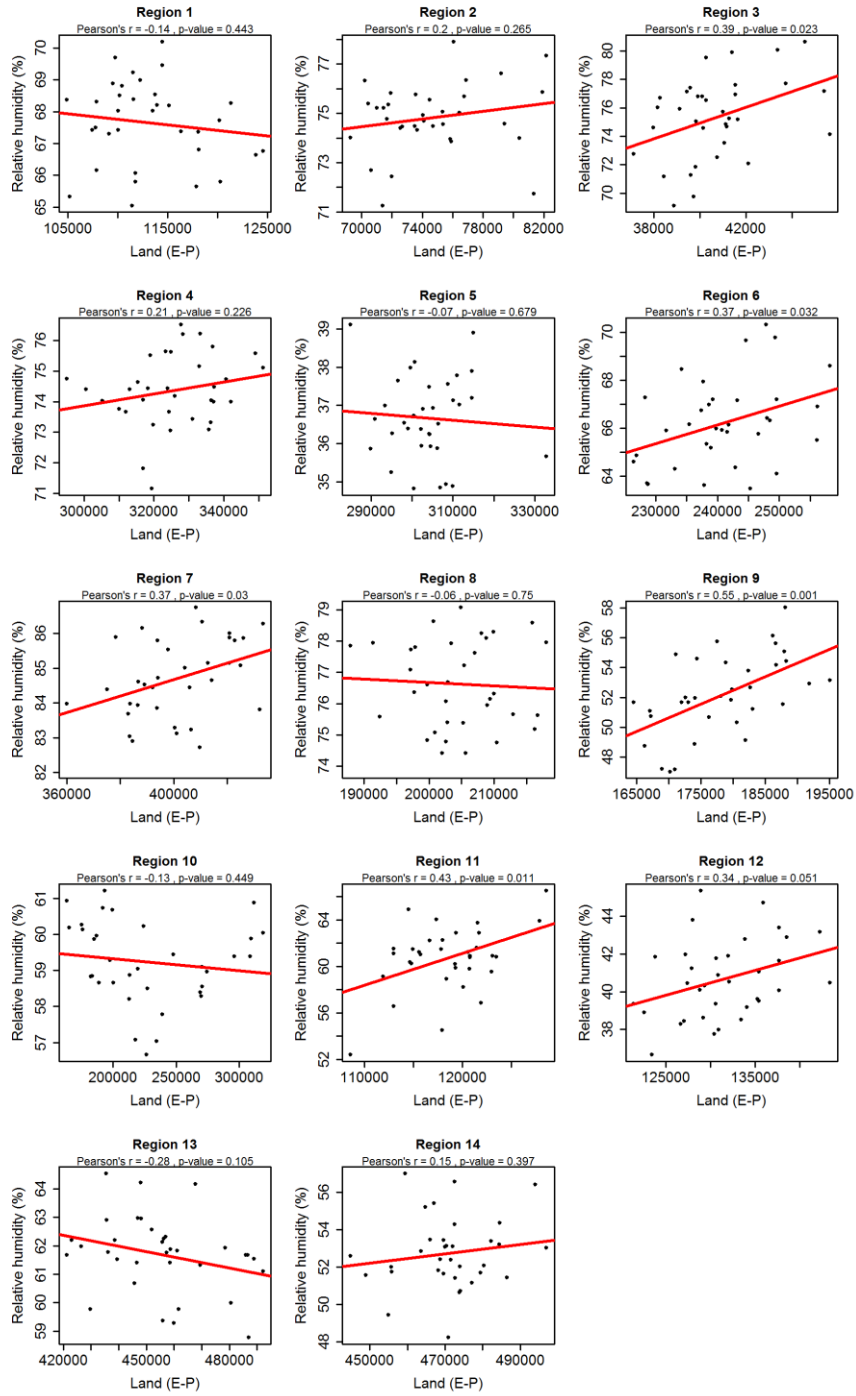 Region 1
Pearson's r = -0.14 , p-value = 0.443
Relative humidity (%)
65 66 67 68 69 70
105000 115000 125000
Land (E-P)
Region 2
Pearson's r = 0.2 , p-value = 0.265
Relative humidity (%)
71 73 75 77
70000 74000 78000 82000
Land (E-P)
Region 3
Pearson's r = 0.39 , p-value = 0.023
Relative humidity (%)
70 72 74 76 78 80
38000 42000
Land (E-P)
Region 4
Pearson's r = 0.21 , p-value = 0.226
Relative humidity (%)
71 72 73 74 75 76
300000 320000 340000
Land (E-P)
Region 5
Pearson's r = -0.07 , p-value = 0.679
Relative humidity (%)
35 36 37 38 39
290000 310000 330000
Land (E-P)
Region 6
Pearson's r = 0.37 , p-value = 0.032
Relative humidity (%)
64 66 68 70
230000 240000 250000
Land (E-P)
Region 7
Pearson's r = 0.37 , p-value = 0.03
Relative humidity (%)
82 83 84 85 86
360000 400000
Land (E-P)
Region 8
Pearson's r = -0.06 , p-value = 0.75
Relative humidity (%)
74 75 76 77 78 79
190000 200000 210000
Land (E-P)
Region 9
Pearson's r = 0.55 , p-value = 0.001
Relative humidity (%)
48 50 52 54 56 58
165000 175000 185000 195000
Land (E-P)
Region 10
Pearson's r = -0.13 , p-value = 0.449
Relative humidity (%)
57 58 59 60 61
200000 250000 300000
Land (E-P)
Region 11
Pearson's r = 0.43 , p-value = 0.011
Relative humidity (%)
52 56 60 64
110000 120000
Land (E-P)
Region 12
Pearson's r = 0.34 , p-value = 0.051
Relative humidity (%)
38 40 42 44
125000 135000
Land (E-P)
Region 13
Pearson's r = -0.28 , p-value = 0.105
Relative humidity (%)
59 60 61 62 63 64
420000 450000 480000
Land (E-P)
Region 14
Pearson's r = 0.15 , p-value = 0.397
Relative humidity (%)
48 50 52 54 56
450000 470000 490000
Land (E-P)